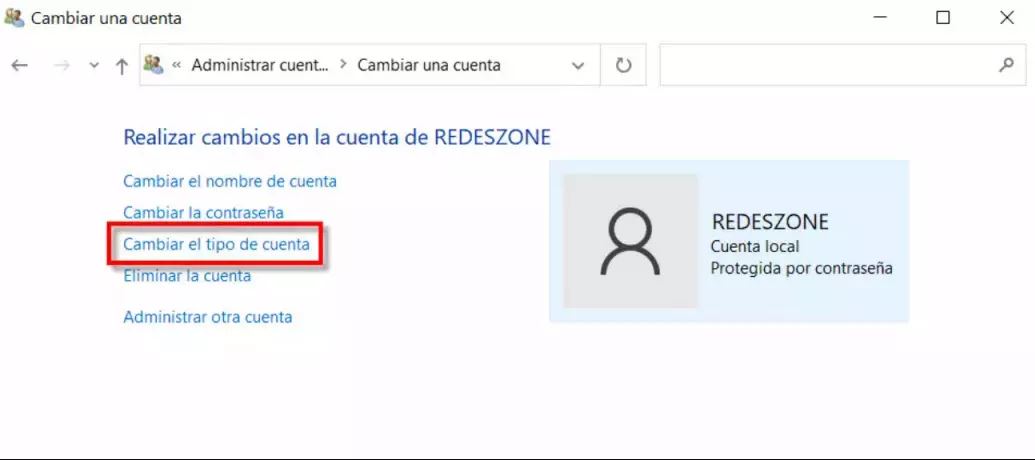 Cambiar una cuenta
« Administrar cuent... > Cambiar una cuenta
Realizar cambios en la cuenta de REDESZONE
Cambiar el nombre de cuenta
Cambiar la contraseña
Cambiar el tipo de cuenta
Eliminar la cuenta
Administrar otra cuenta
REDESZONE
Cuenta local
Protegida por contraseña